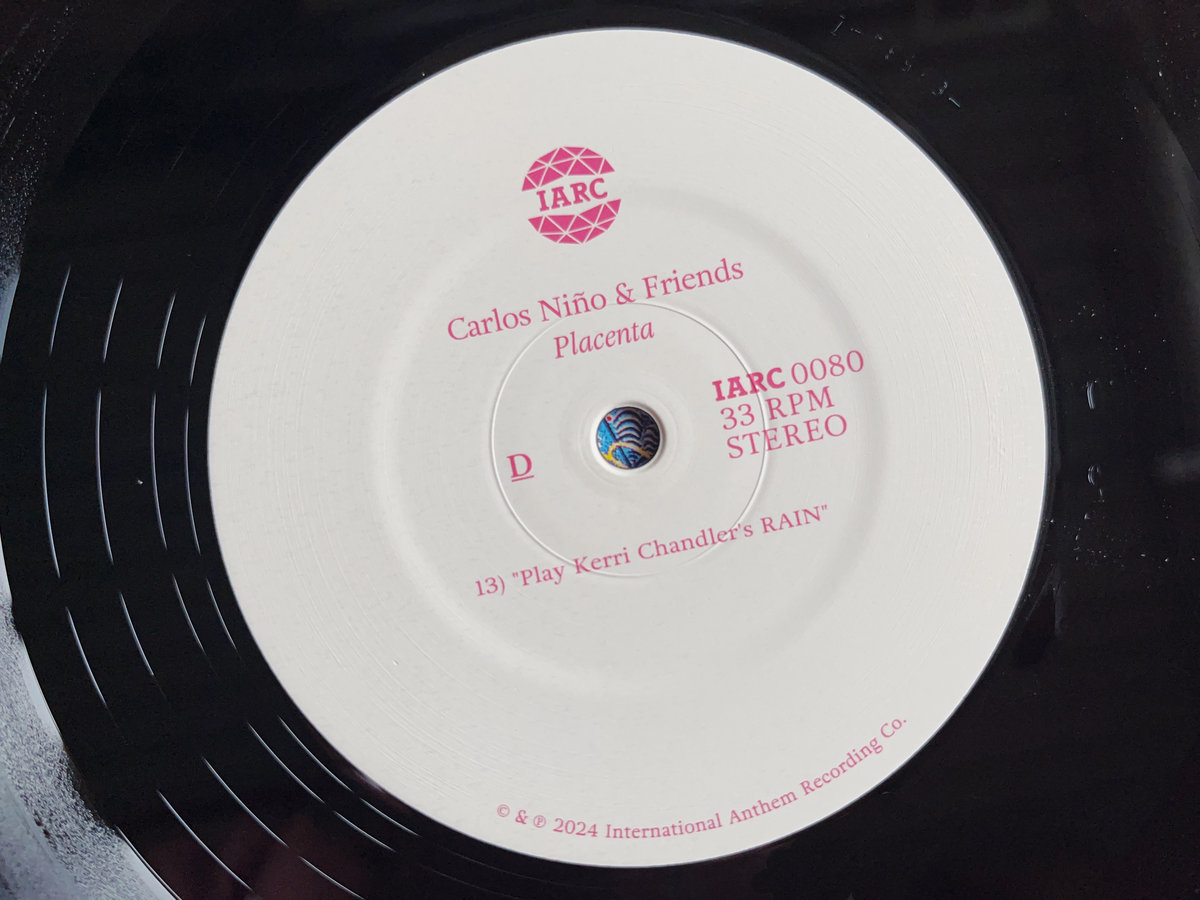 IARC
Carlos Niño & Friends
Placenta
IARC 0080
33 RPM
STEREO
D
13) "Play Kerri Chandler's RAIN"
© & ℗ 2024 International Anthem Recording Co.